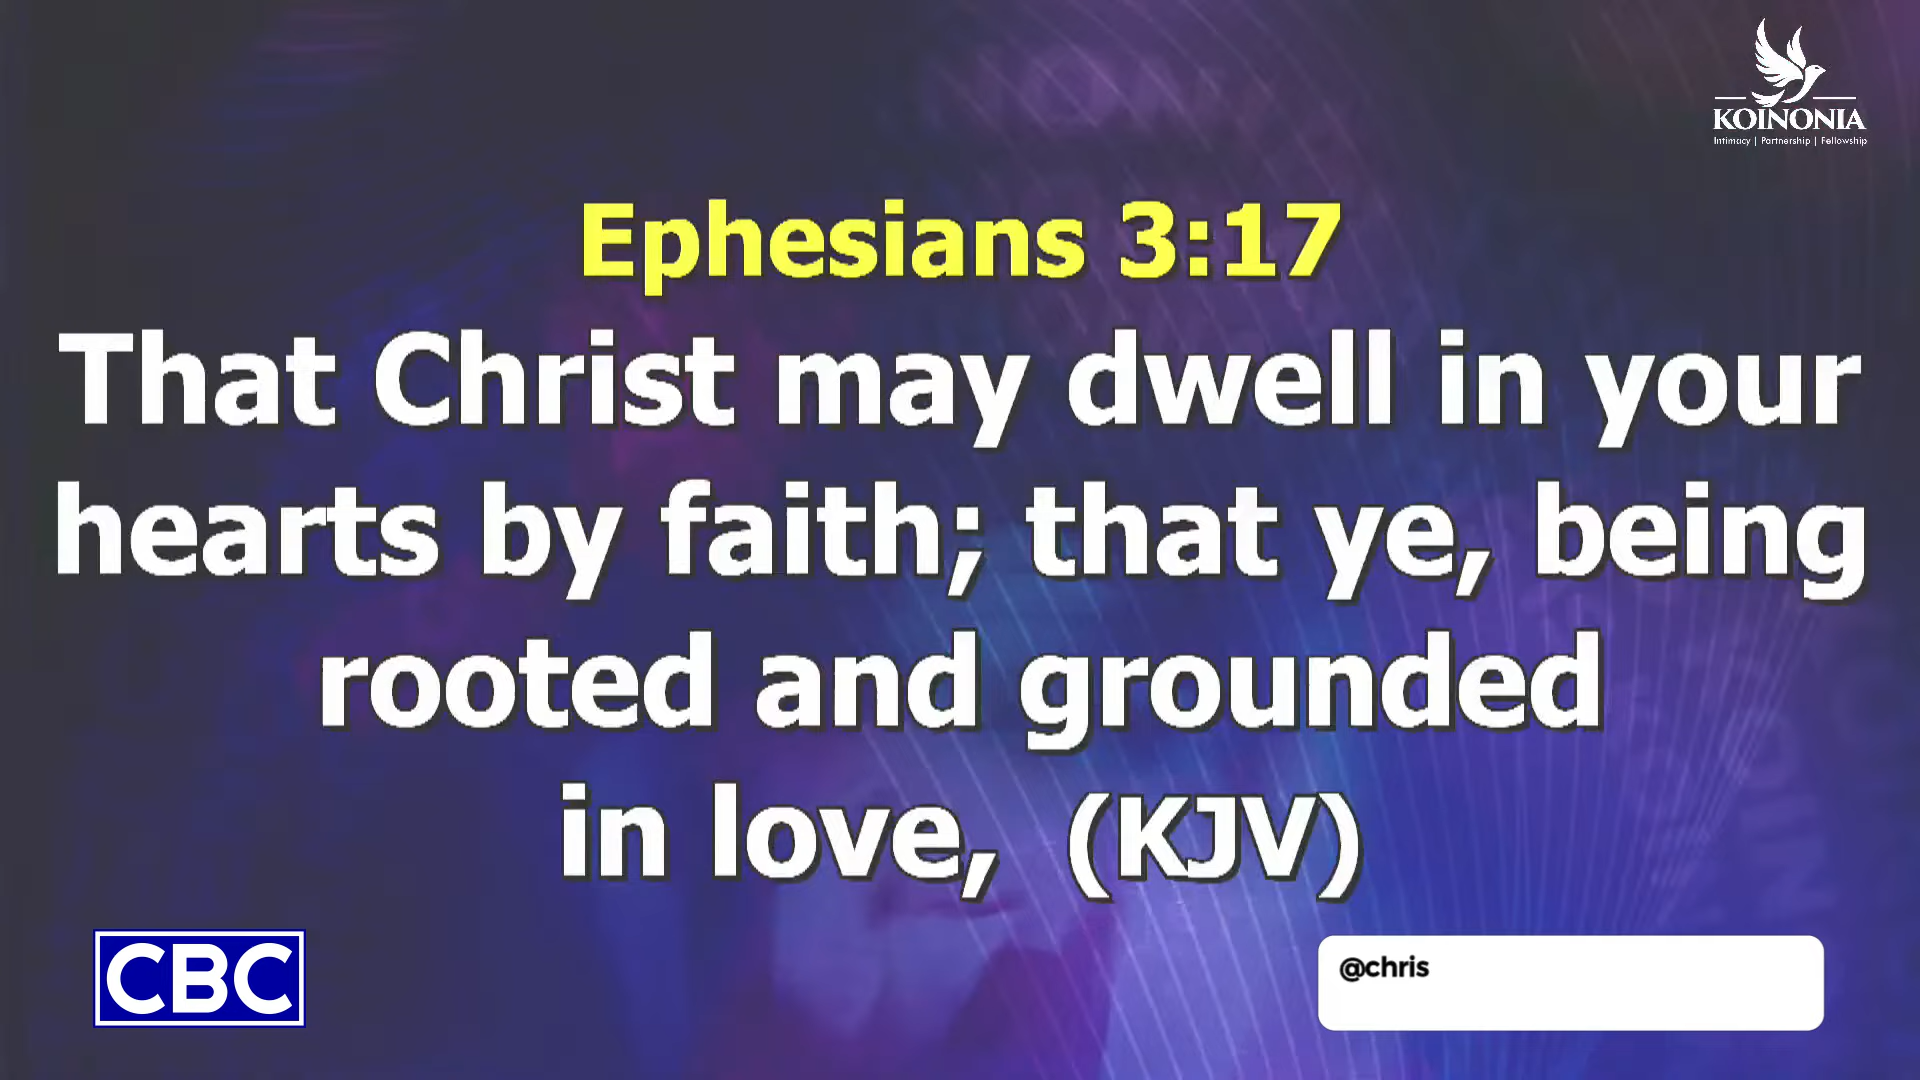 KOINONIA
Intimacy | Partnership | Fellowship
Ephesians 3:17
That Christ may dwell in your
hearts by faith; that ye, being
rooted and grounded
in love, (KJV)
CBC
@chris